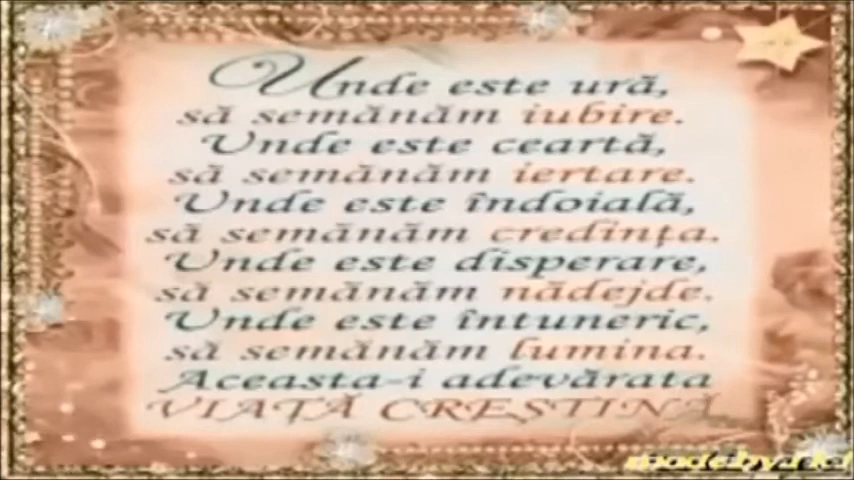 Unde este ură,
să semănăm iubire.
Unde este ceartă,
să semănăm iertare.
Unde este îndoială,
să semănăm credința.
Unde este disperare,
să semănăm nădejde.
Unde este întuneric,
să semănăm lumina.
Aceasta-i adevărata
VIAȚĂ CREȘTINĂ